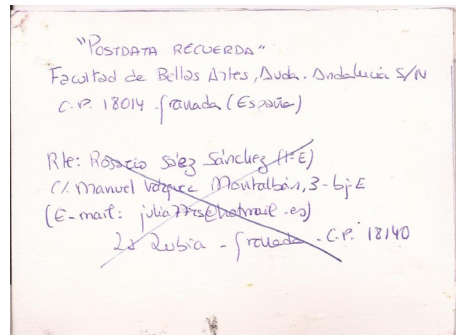 "POSTDATA RECUERDA"
Facultad de Bellas Artes, Avda. Andalucía S/N
C.P. 18014 - Granada (España)
Rte: Rosario Sáez Sánchez (1-E)
C/. Manuel Vázquez Montalbán, 3-bj-E
(E-mail: julia77rs@hotmail.es)
La Zubia - Granada - C.P. 18140